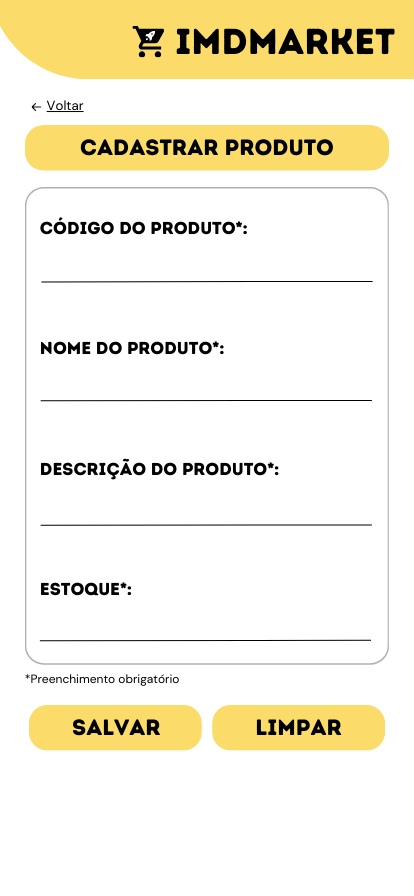 IMDMARKET
← Voltar
CADASTRAR PRODUTO
CÓDIGO DO PRODUTO*:
NOME DO PRODUTO*:
DESCRIÇÃO DO PRODUTO*:
ESTOQUE*:
*Preenchimento obrigatório
SALVAR LIMPAR